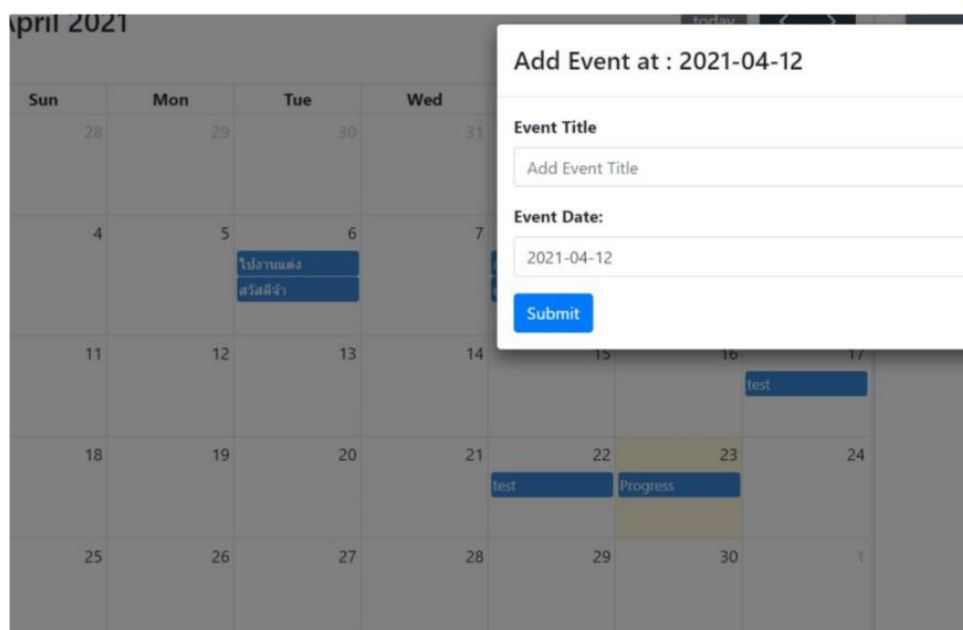 April 2021
today
Add Event at : 2021-04-12
Sun Mon Tue Wed
Event Title
28 29 30 31
Add Event Title
Event Date:
4 5 6 7
ไปงานแต่ง
2021-04-12
สวัสดีจ้า
Submit
11 12 13 14 15 16 17
test
18 19 20 21 22 23 24
test Progress
25 26 27 28 29 30 1